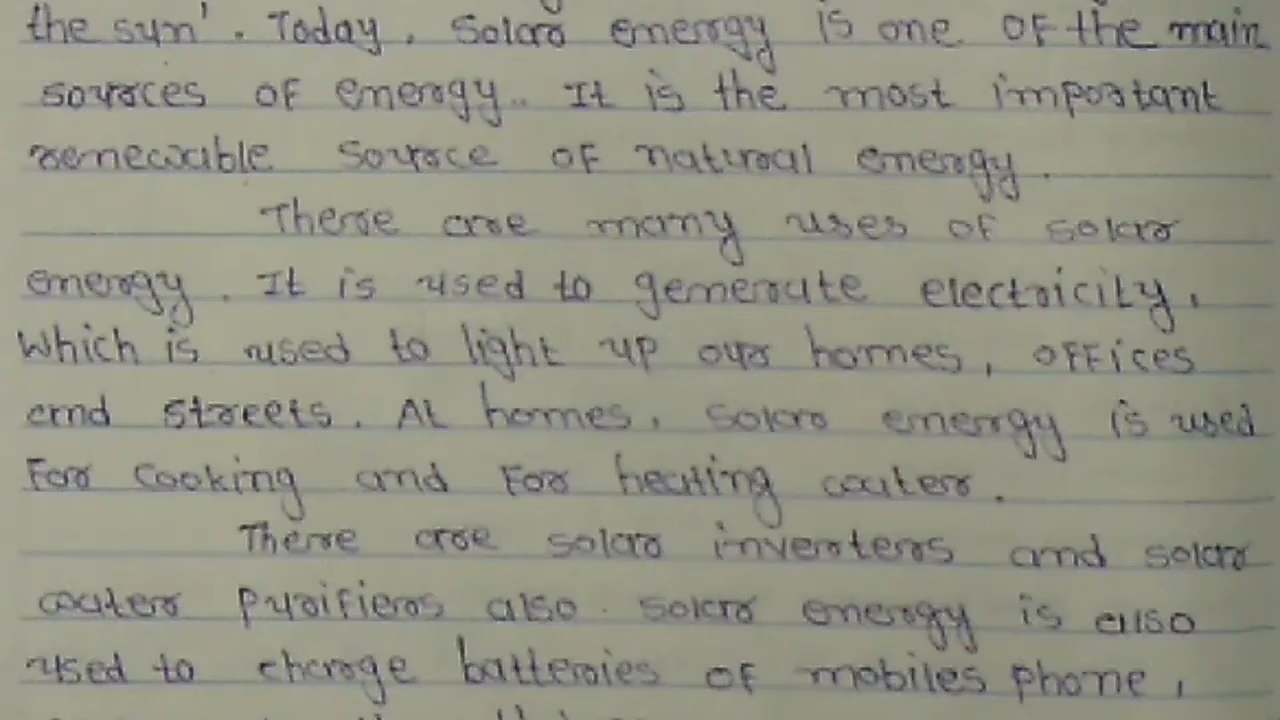 the sun'. Today, solar energy is one of the main
sources of energy.. It is the most important
renewable source of natural energy.
There are many uses of solar
energy. It is used to generate electricity,
which is used to light up our homes, offices
and streets. At homes, solar energy is used
for cooking and for heating water.
There are solar inverters and solar
water purifiers also. solar energy is also
used to charge batteries of mobiles phone,